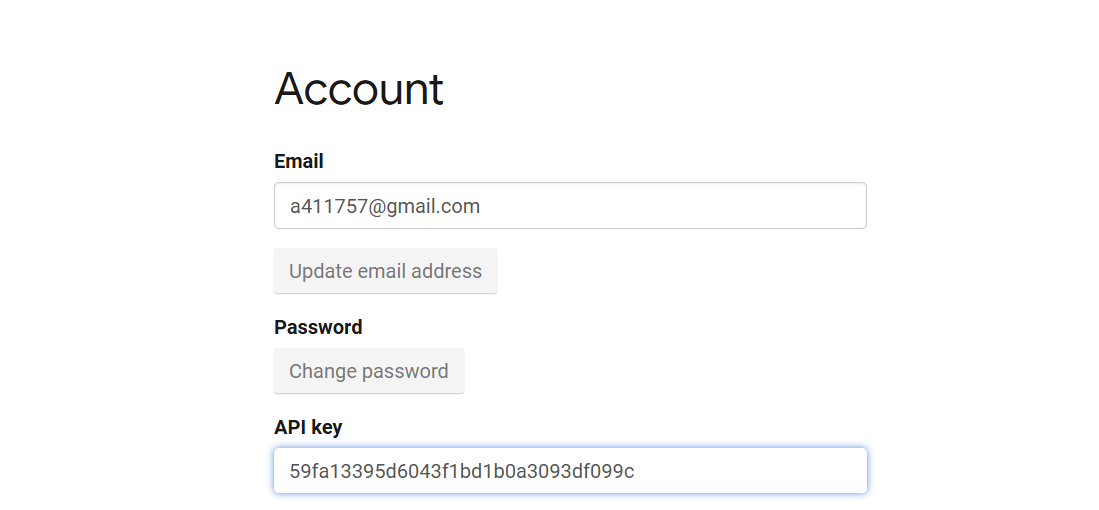 Account
Email
a411757@gmail.com
Update email address
Password
Change password
API key
59fa13395d6043f1bd1b0a3093df099c